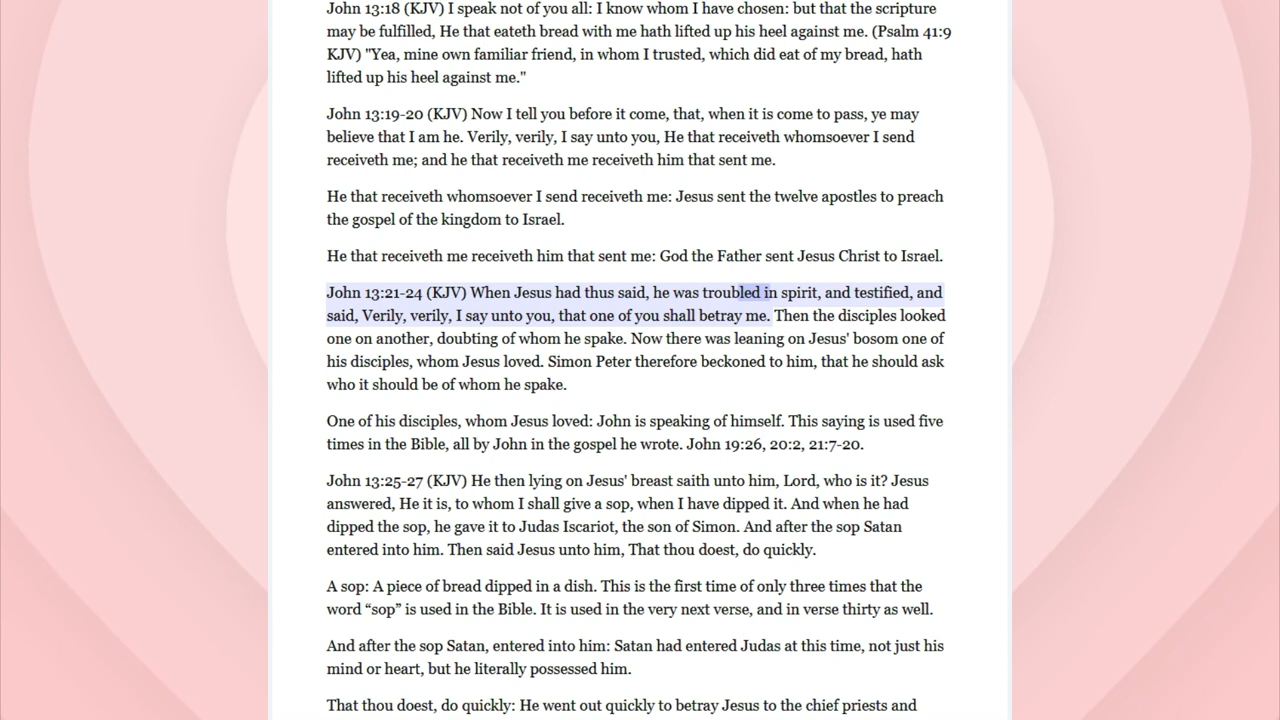 John 13:18 (KJV) I speak not of you all: I know whom I have chosen: but that the scripture
may be fulfilled, He that eateth bread with me hath lifted up his heel against me. (Psalm 41:9
KJV) "Yea, mine own familiar friend, in whom I trusted, which did eat of my bread, hath
lifted up his heel against me."
John 13:19-20 (KJV) Now I tell you before it come, that, when it is come to pass, ye may
believe that I am he. Verily, verily, I say unto you, He that receiveth whomsoever I send
receiveth me; and he that receiveth me receiveth him that sent me.
He that receiveth whomsoever I send receiveth me: Jesus sent the twelve apostles to preach
the gospel of the kingdom to Israel.
He that receiveth me receiveth him that sent me: God the Father sent Jesus Christ to Israel.
John 13:21-24 (KJV) When Jesus had thus said, he was troubled in spirit, and testified, and
said, Verily, verily, I say unto you, that one of you shall betray me. Then the disciples looked
one on another, doubting of whom he spake. Now there was leaning on Jesus' bosom one of
his disciples, whom Jesus loved. Simon Peter therefore beckoned to him, that he should ask
who it should be of whom he spake.
One of his disciples, whom Jesus loved: John is speaking of himself. This saying is used five
times in the Bible, all by John in the gospel he wrote. John 19:26, 20:2, 21:7-20.
John 13:25-27 (KJV) He then lying on Jesus' breast saith unto him, Lord, who is it? Jesus
answered, He it is, to whom I shall give a sop, when I have dipped it. And when he had
dipped the sop, he gave it to Judas Iscariot, the son of Simon. And after the sop Satan
entered into him. Then said Jesus unto him, That thou doest, do quickly.
A sop: A piece of bread dipped in a dish. This is the first time of only three times that the
word “sop” is used in the Bible. It is used in the very next verse, and in verse thirty as well.
And after the sop Satan, entered into him: Satan had entered Judas at this time, not just his
mind or heart, but he literally possessed him.
That thou doest, do quickly: He went out quickly to betray Jesus to the chief priests and